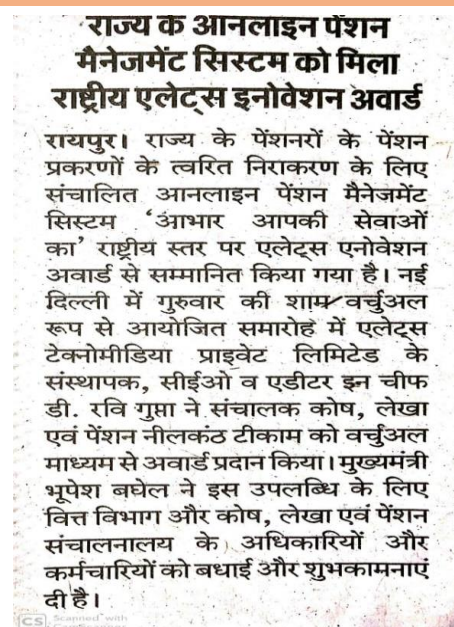 राज्य के आनलाइन पेंशन
मैनेजमेंट सिस्टम को मिला
राष्ट्रीय एलेट्स इनोवेशन अवार्ड
रायपुर। राज्य के पेंशनरों के पेंशन
प्रकरणों के त्वरित निराकरण के लिए
संचालित आनलाइन पेंशन मैनेजमेंट
सिस्टम ‘आभार आपकी सेवाओं
का’ राष्ट्रीय स्तर पर एलेट्स एनोवेशन
अवार्ड से सम्मानित किया गया है। नई
दिल्ली में गुरुवार की शाम वर्चुअल
रूप से आयोजित समारोह में एलेट्स
टेक्नोमीडिया प्राइवेट लिमिटेड के
संस्थापक, सीईओ व एडीटर इन चीफ
डी. रवि गुप्ता ने संचालक कोष, लेखा
एवं पेंशन नीलकंठ टीकाम को वर्चुअल
माध्यम से अवार्ड प्रदान किया। मुख्यमंत्री
भूपेश बघेल ने इस उपलब्धि के लिए
वित्त विभाग और कोष, लेखा एवं पेंशन
संचालनालय के अधिकारियों और
कर्मचारियों को बधाई और शुभकामनाएं
दी है।
CS Scanned with